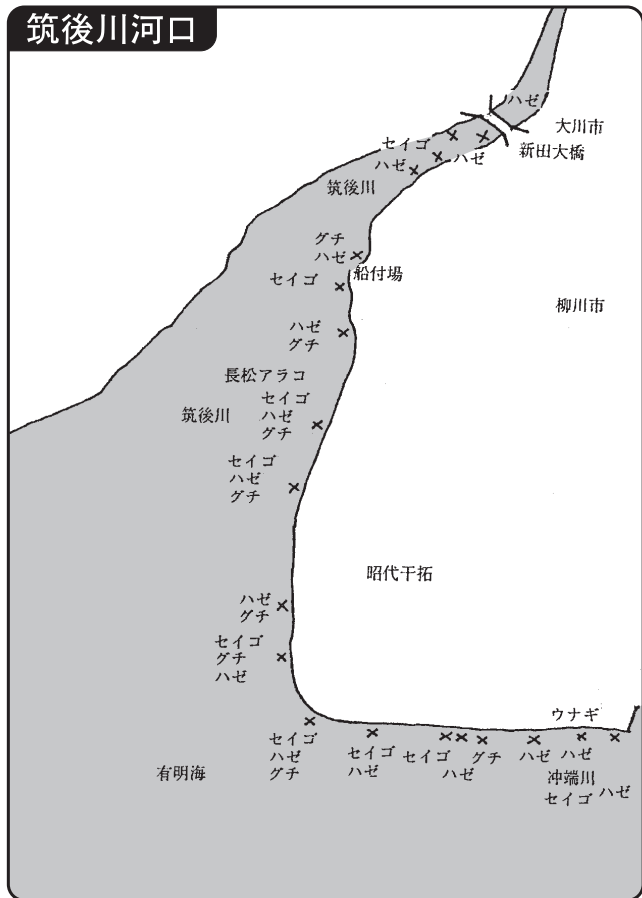 筑後川河口
ハゼ
大川市
新田大橋
セイゴ
ハゼ
ハゼ
筑後川
グチ
ハゼ
船付場
セイゴ
柳川市
ハゼ
グチ
長松アラコ
筑後川
セイゴ
ハゼ
グチ
セイゴ
ハゼ
グチ
昭代干拓
ハゼ
グチ
セイゴ
グチ
ハゼ
ウナギ
セイゴ
ハゼ
グチ
セイゴ
ハゼ
セイゴ
ハゼ
グチ
ハゼ
ハゼ
沖端川
セイゴ
ハゼ
有明海